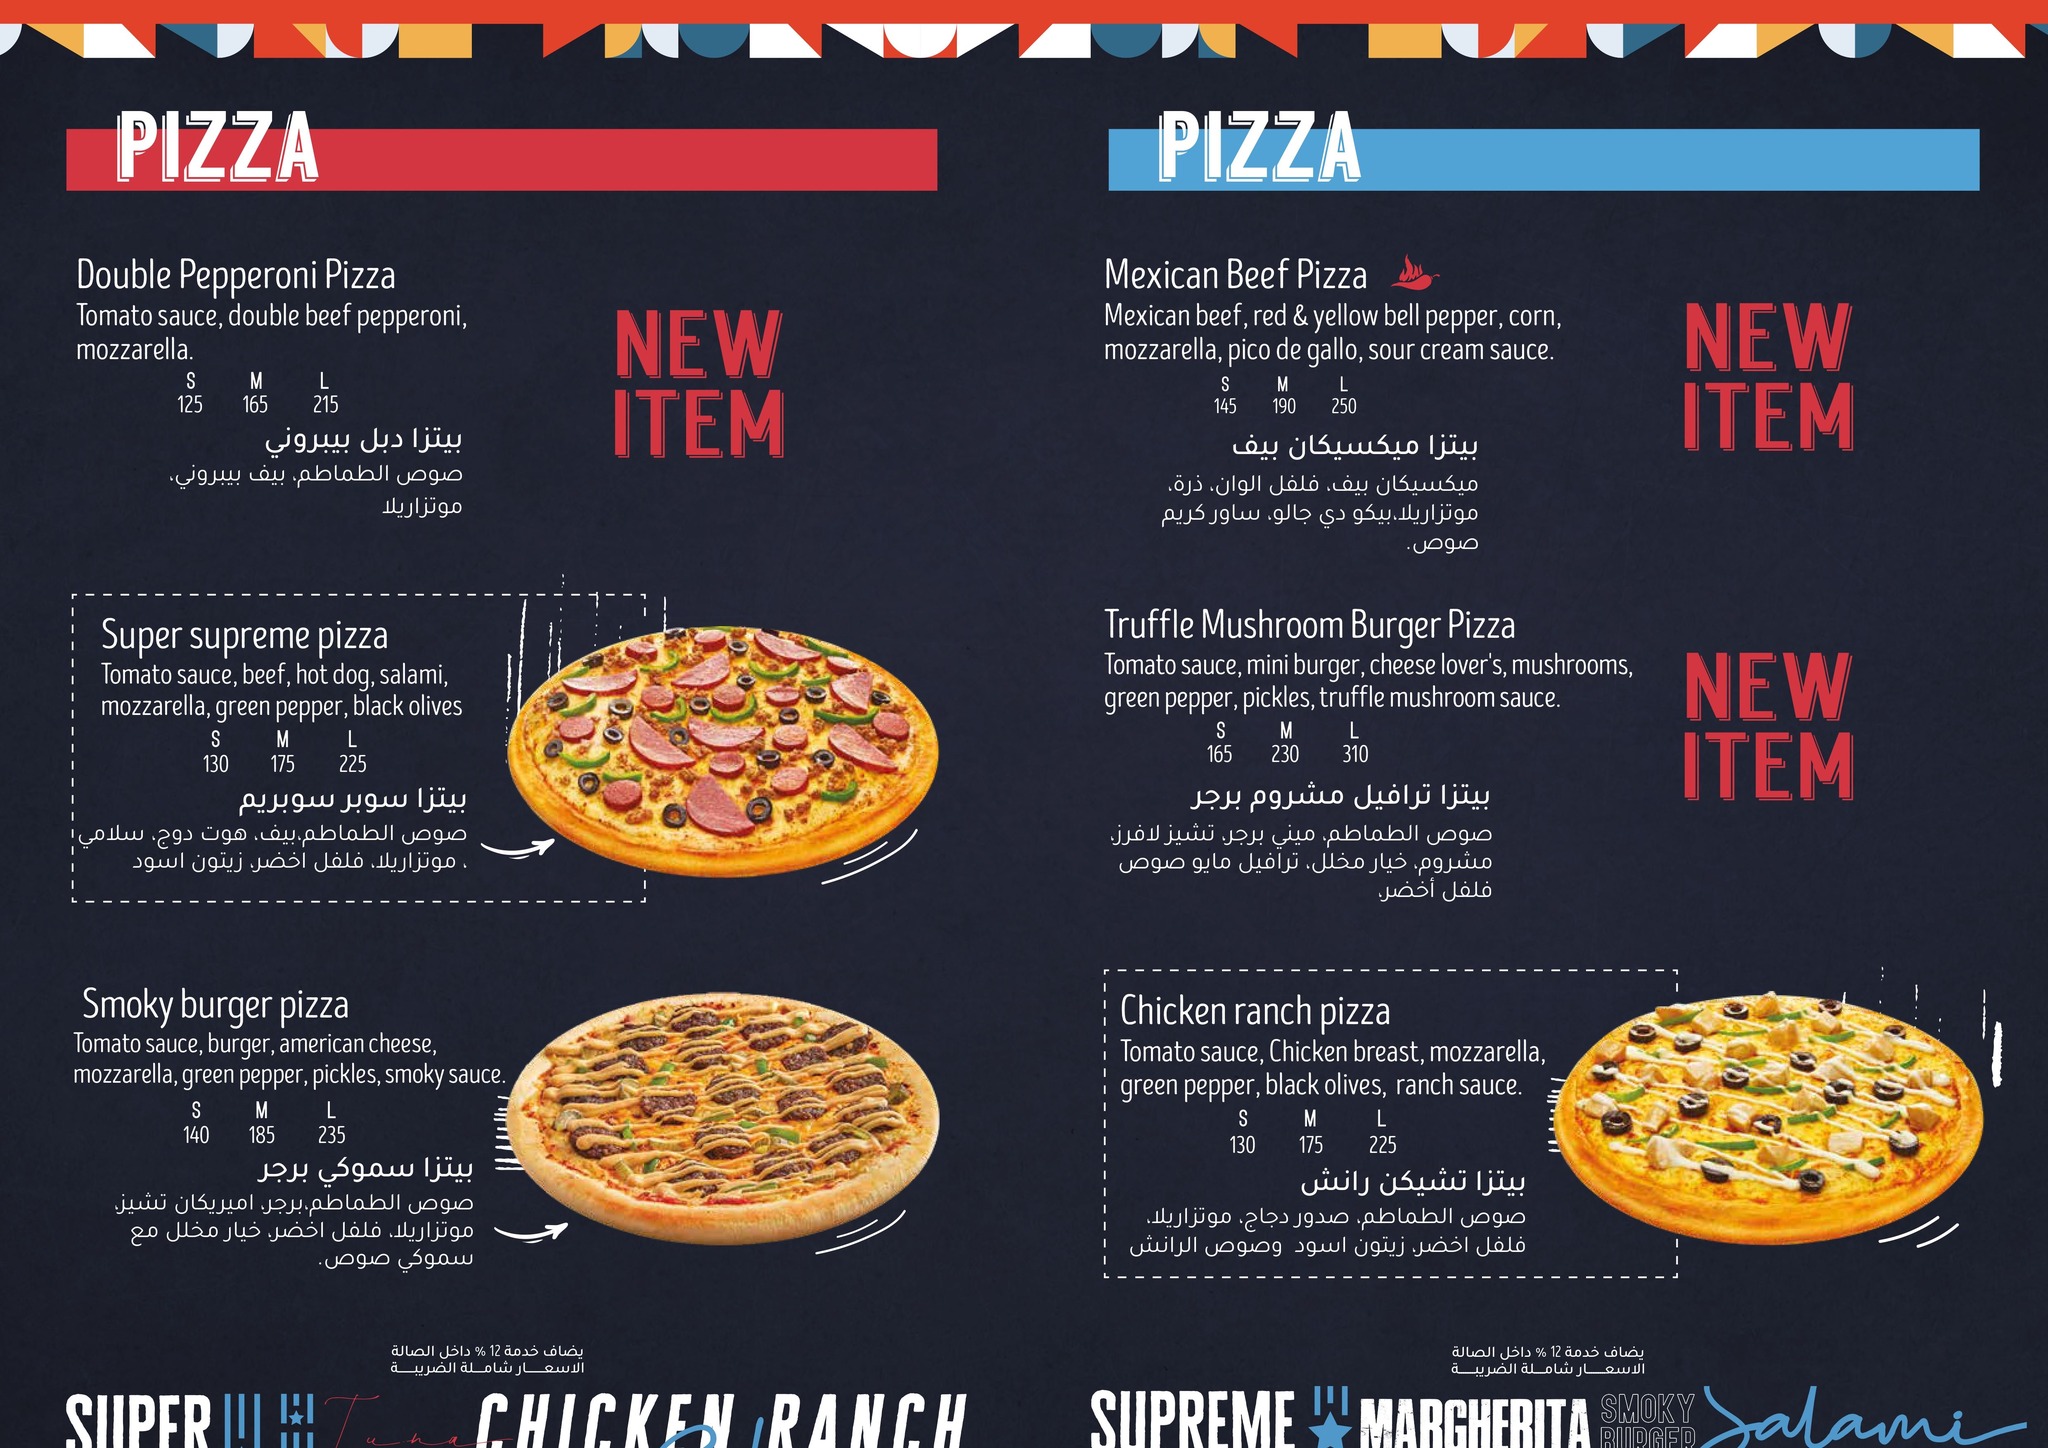 PIZZA
Double Pepperoni Pizza
Tomato sauce, double beef pepperoni,
mozzarella.
S M L
125 165 215
بيتزا دبل بيبروني
صوص الطماطم، بيف بيبروني،
موتزاريلا
NEW
ITEM
Super supreme pizza
Tomato sauce, beef, hot dog, salami,
mozzarella, green pepper, black olives
S M L
130 175 225
بيتزا سوبر سوبريم
صوص الطماطم،بيف، هوت دوج، سلامي
، موتزاريلا، فلفل اخضر، زيتون اسود
Smoky burger pizza
Tomato sauce, burger, american cheese,
mozzarella, green pepper, pickles, smoky sauce.
S M L
140 185 235
بيتزا سموكي برجر
صوص الطماطم،برجر، اميريكان تشيز،
موتزاريلا، فلفل اخضر، خيار مخلل مع
سموكي صوص.
يضاف خدمة 12 % داخل الصالة
الاسعـــار شامـلة الضريبـــة
SUPER Tuna CHICKEN RANCH
PIZZA
Mexican Beef Pizza
Mexican beef, red & yellow bell pepper, corn,
mozzarella, pico de gallo, sour cream sauce.
S M L
145 190 250
بيتزا ميكسيكان بيف
ميكسيكان بيف، فلفل الوان، ذرة،
موتزاريلا،بيكو دي جالو، ساور كريم
صوص.
NEW
ITEM
Truffle Mushroom Burger Pizza
Tomato sauce, mini burger, cheese lover's, mushrooms,
green pepper, pickles, truffle mushroom sauce.
S M L
165 230 310
بيتزا ترافيل مشروم برجر
صوص الطماطم، ميني برجر، تشيز لافرز،
مشروم، خيار مخلل، ترافيل مايو صوص
فلفل أخضر،
NEW
ITEM
Chicken ranch pizza
Tomato sauce, Chicken breast, mozzarella,
green pepper, black olives, ranch sauce.
S M L
130 175 225
بيتزا تشيكن رانش
صوص الطماطم، صدور دجاج، موتزاريلا،
فلفل اخضر، زيتون اسود وصوص الرانش
يضاف خدمة 12 % داخل الصالة
الاسعـــار شامـلة الضريبـــة
SUPREME MARGHERITA SMOKY BURGER Salami